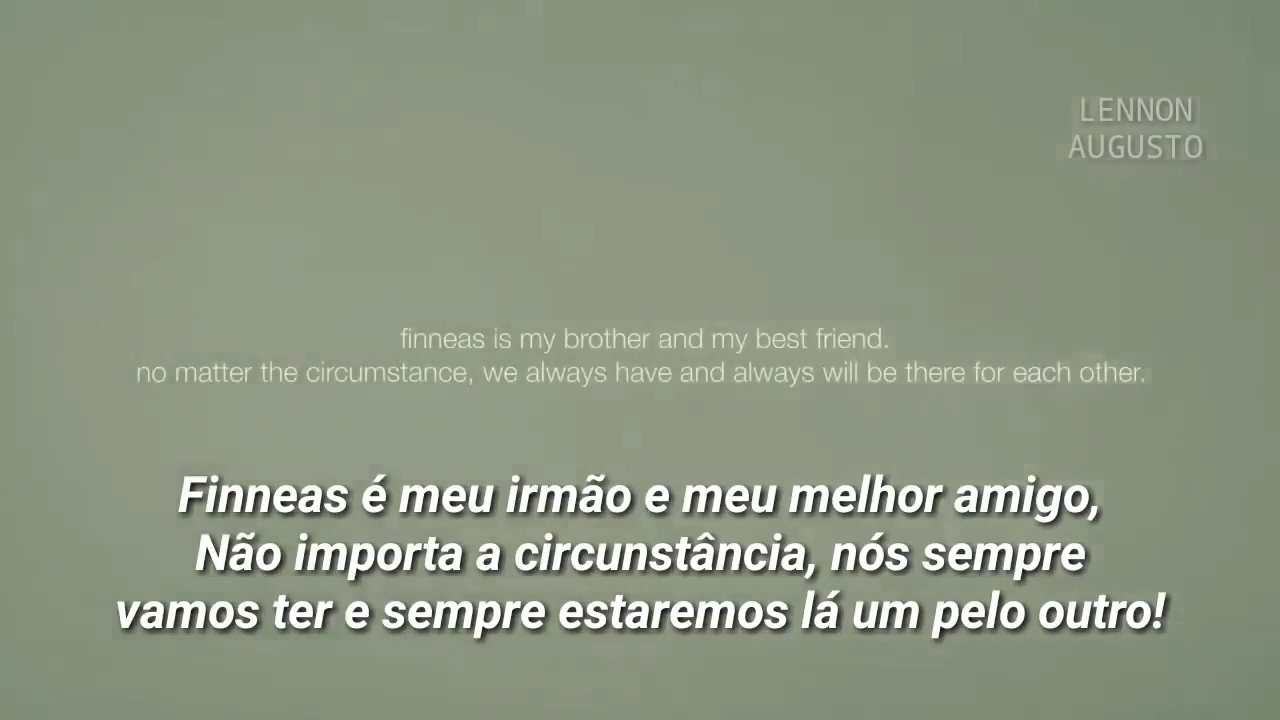 LENNON
AUGUSTO
finneas is my brother and my best friend.
no matter the circumstance, we always have and always will be there for each other.
Finneas é meu irmão e meu melhor amigo,
Não importa a circunstância, nós sempre
vamos ter e sempre estaremos lá um pelo outro!